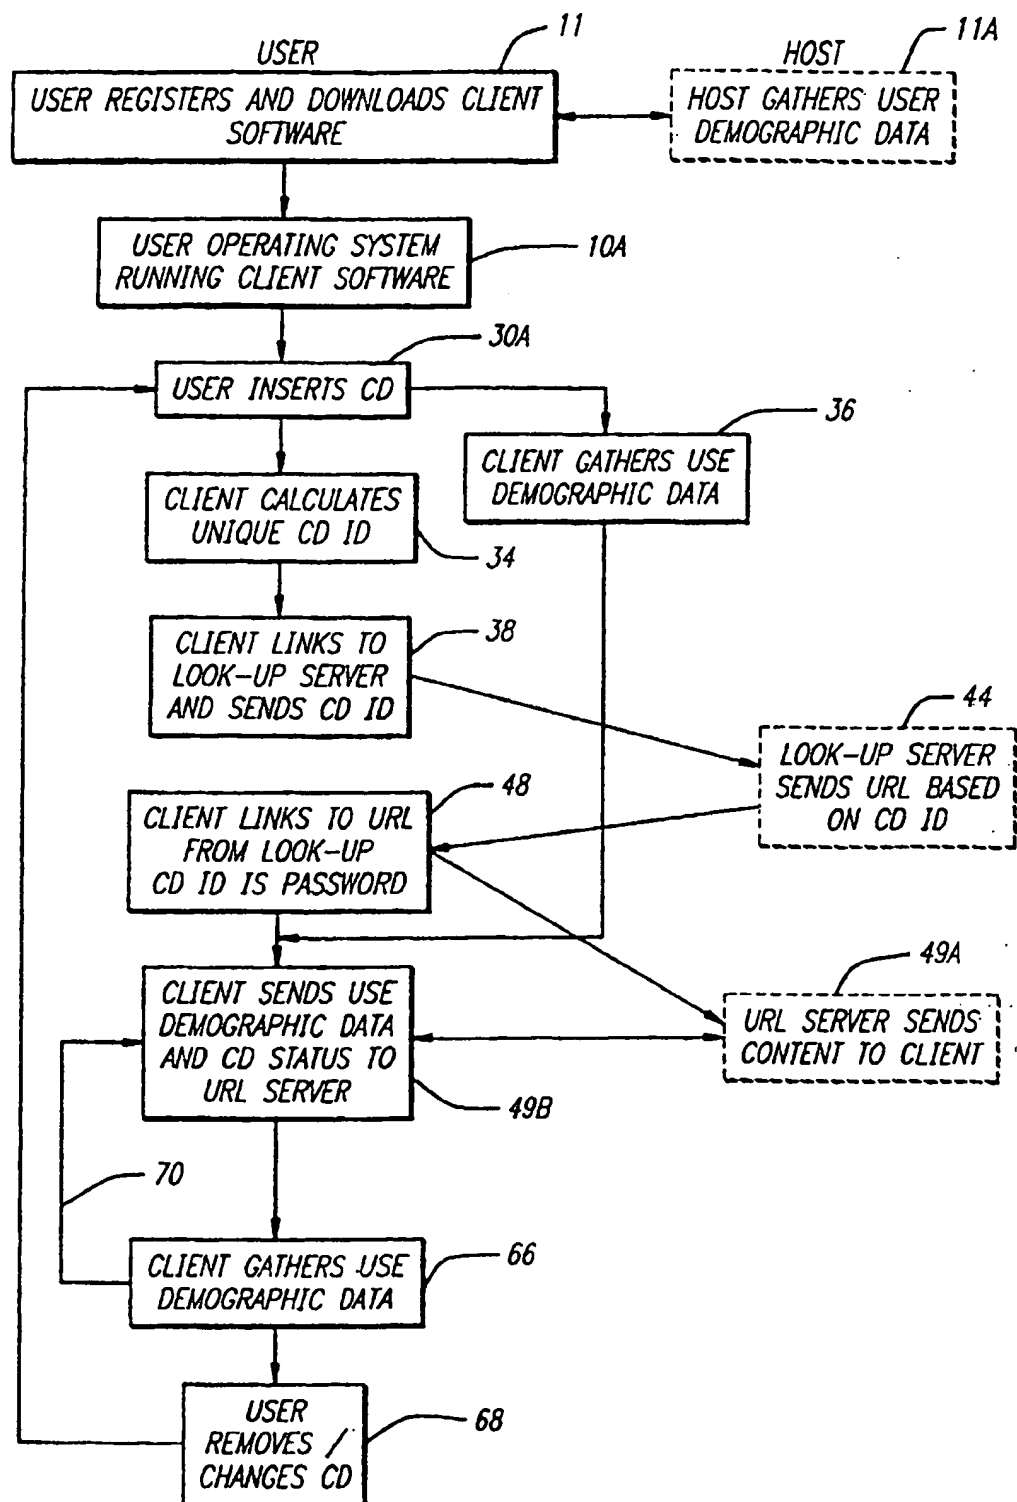 USER
11
HOST
11A
USER REGISTERS AND DOWNLOADS CLIENT
SOFTWARE
HOST GATHERS USER
DEMOGRAPHIC DATA
USER OPERATING SYSTEM
RUNNING CLIENT SOFTWARE
10A
30A
USER INSERTS CD
36
CLIENT GATHERS USE
DEMOGRAPHIC DATA
CLIENT CALCULATES
UNIQUE CD ID
34
CLIENT LINKS TO
LOOK-UP SERVER
AND SENDS CD ID
38
44
LOOK-UP SERVER
SENDS URL BASED
ON CD ID
48
CLIENT LINKS TO URL
FROM LOOK-UP
CD ID IS PASSWORD
49A
URL SERVER SENDS
CONTENT TO CLIENT
CLIENT SENDS USE
DEMOGRAPHIC DATA
AND CD STATUS TO
URL SERVER
49B
70
CLIENT GATHERS USE
DEMOGRAPHIC DATA
66
USER
REMOVES /
CHANGES CD
68